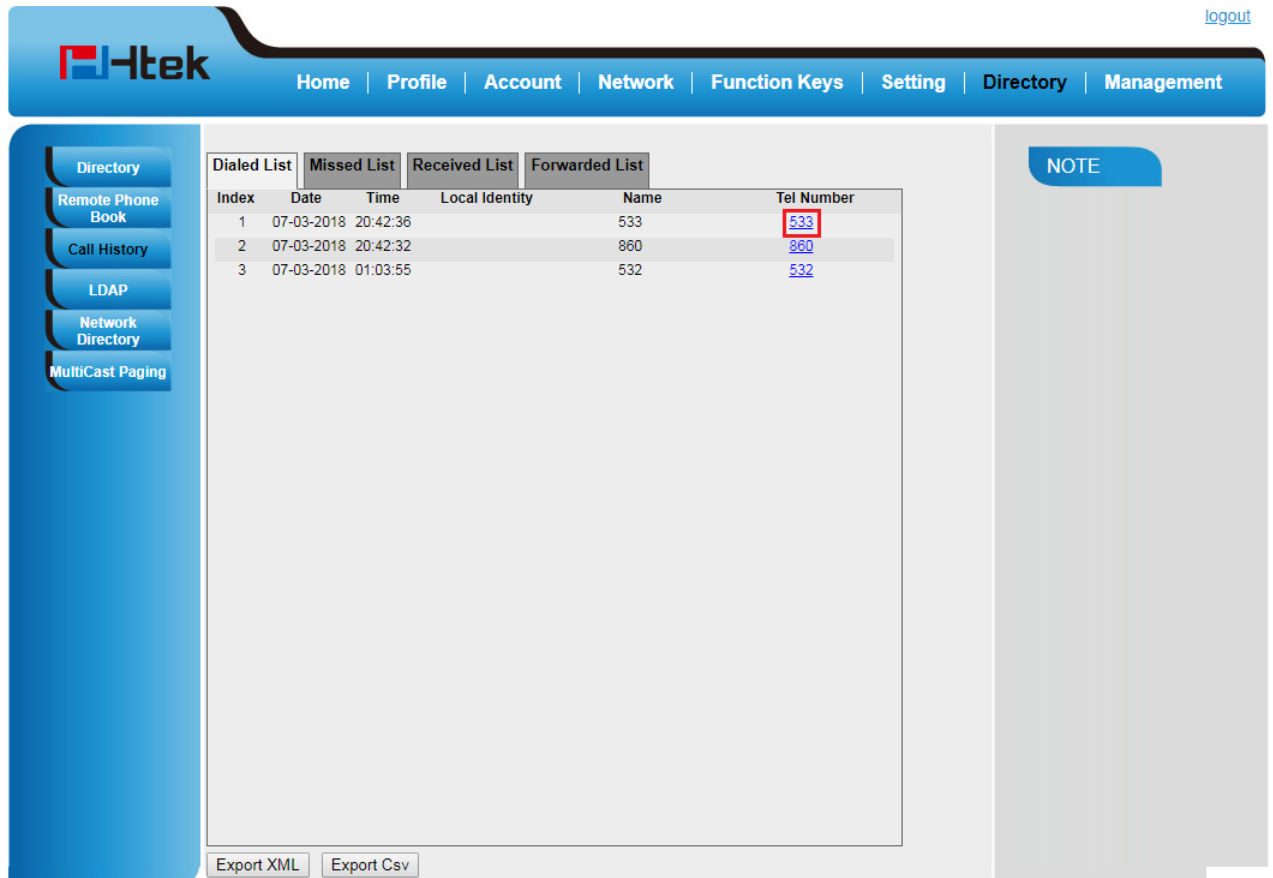 logout
Htek
Home | Profile | Account | Network | Function Keys | Setting | Directory | Management
Directory
Remote Phone
Book
Call History
LDAP
Network
Directory
MultiCast Paging
Dialed List Missed List Received List Forwarded List
Index Date Time Local Identity Name Tel Number
1 07-03-2018 20:42:36 533 533
2 07-03-2018 20:42:32 860 860
3 07-03-2018 01:03:55 532 532
Export XML Export Csv
NOTE